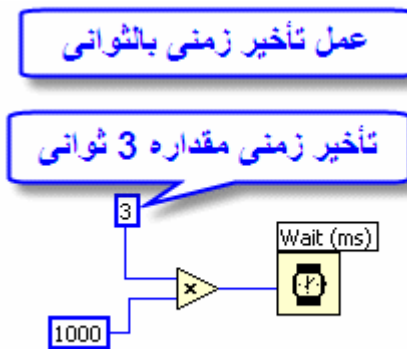 عمل تأخير زمنى بالثوانى
تأخير زمنى مقداره 3 ثوانى
3
Wait (ms)
×
1000